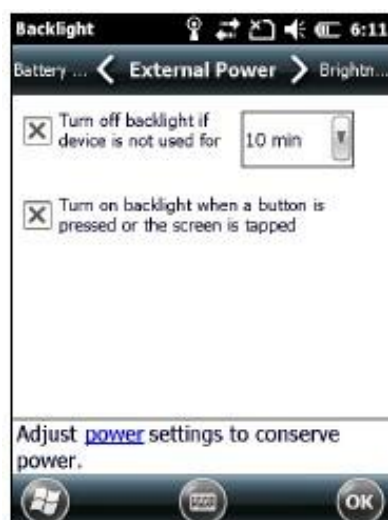 Backlight 6:11
Battery ... External Power Brightn...
Turn off backlight if
device is not used for
10 min
Turn on backlight when a button is
pressed or the screen is tapped
Adjust power settings to conserve
power.
OK